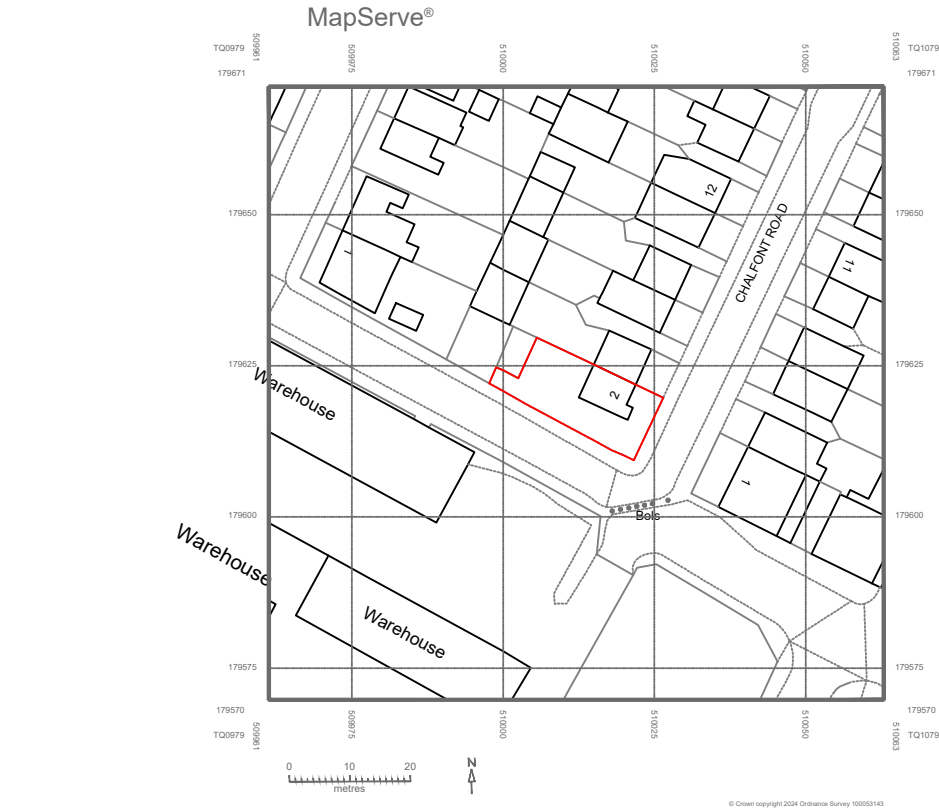 MapServe®
TQ0979
509961
509975
510000
510025
510050
510063
TQ1079
179671
179671
12
179650
179650
CHALFONT ROAD
1
11
179625
179625
Warehouse
2
1
179600
Bols
179600
Warehouse
Warehouse
179575
179575
179570
179570
TQ0979
509961
509975
510000
510025
510050
510063
TQ1079
0 10 20
metres
N
© Crown copyright 2024 Ordnance Survey 100053143